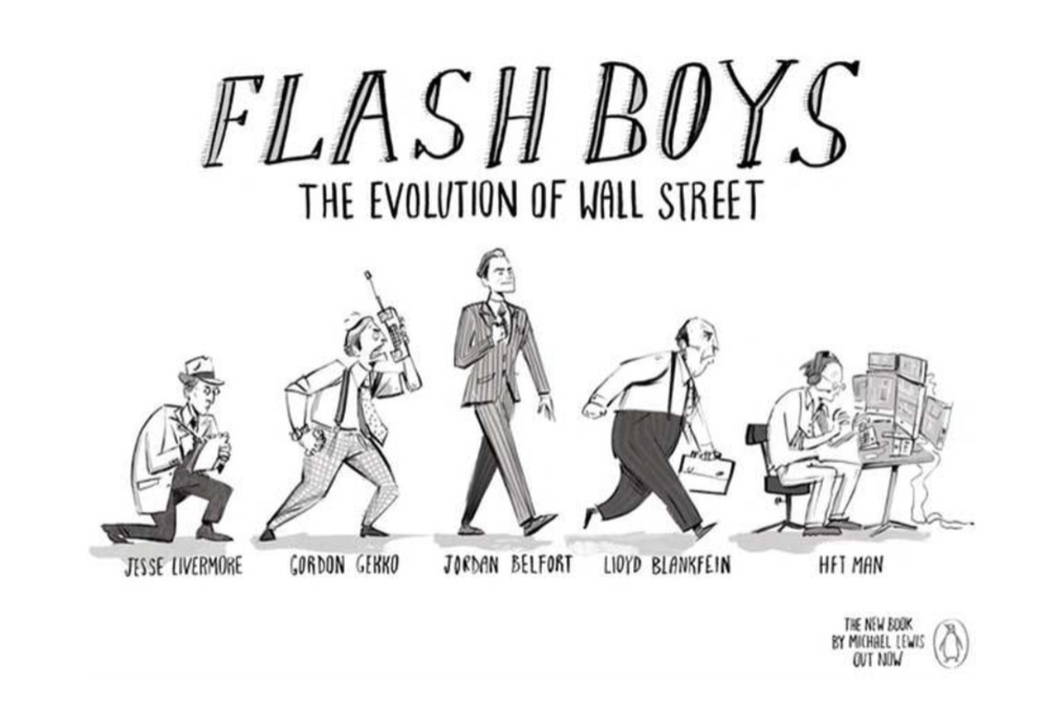 FLASH BOYS
THE EVOLUTION OF WALL STREET
JESSE LIVERMORE
GORDON GEKKO
JORDAN BELFORT
LLOYD BLANKFEIN
HFT MAN
THE NEW BOOK
BY MICHAEL LEWIS
OUT NOW